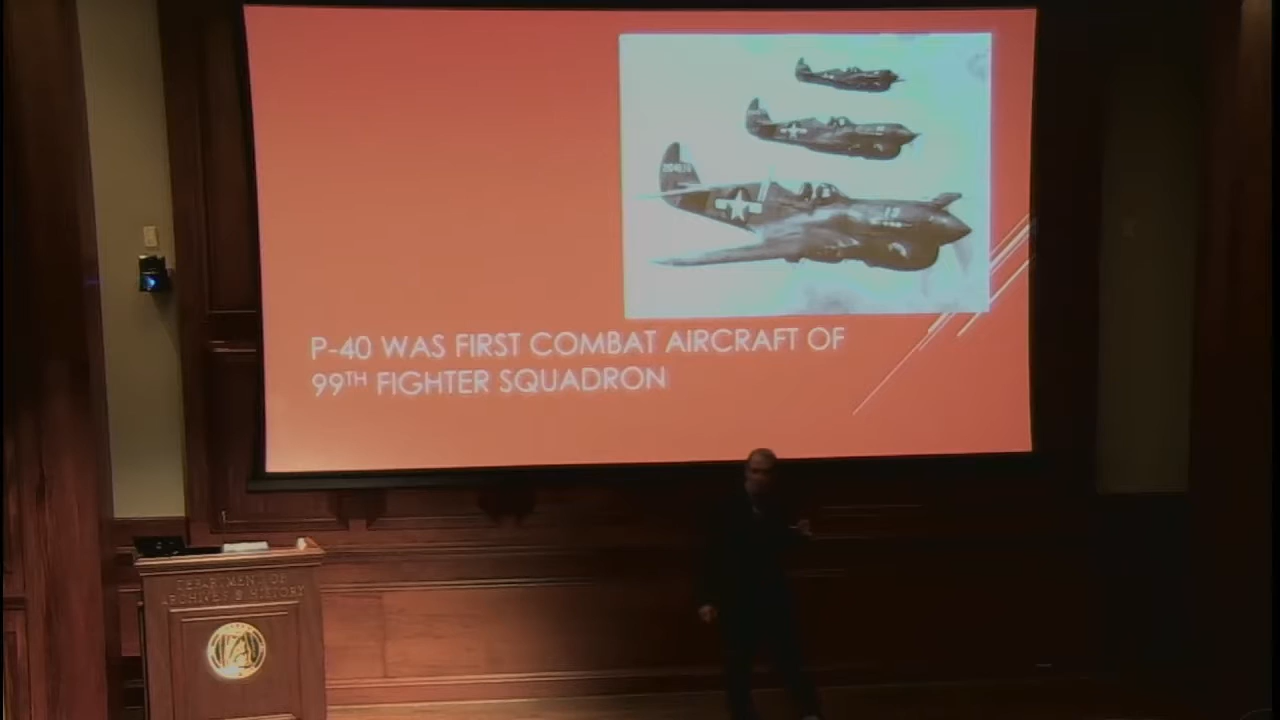 P-40 WAS FIRST COMBAT AIRCRAFT OF
99TH FIGHTER SQUADRON
DEPARTMENT OF
ARCHIVES & HISTORY